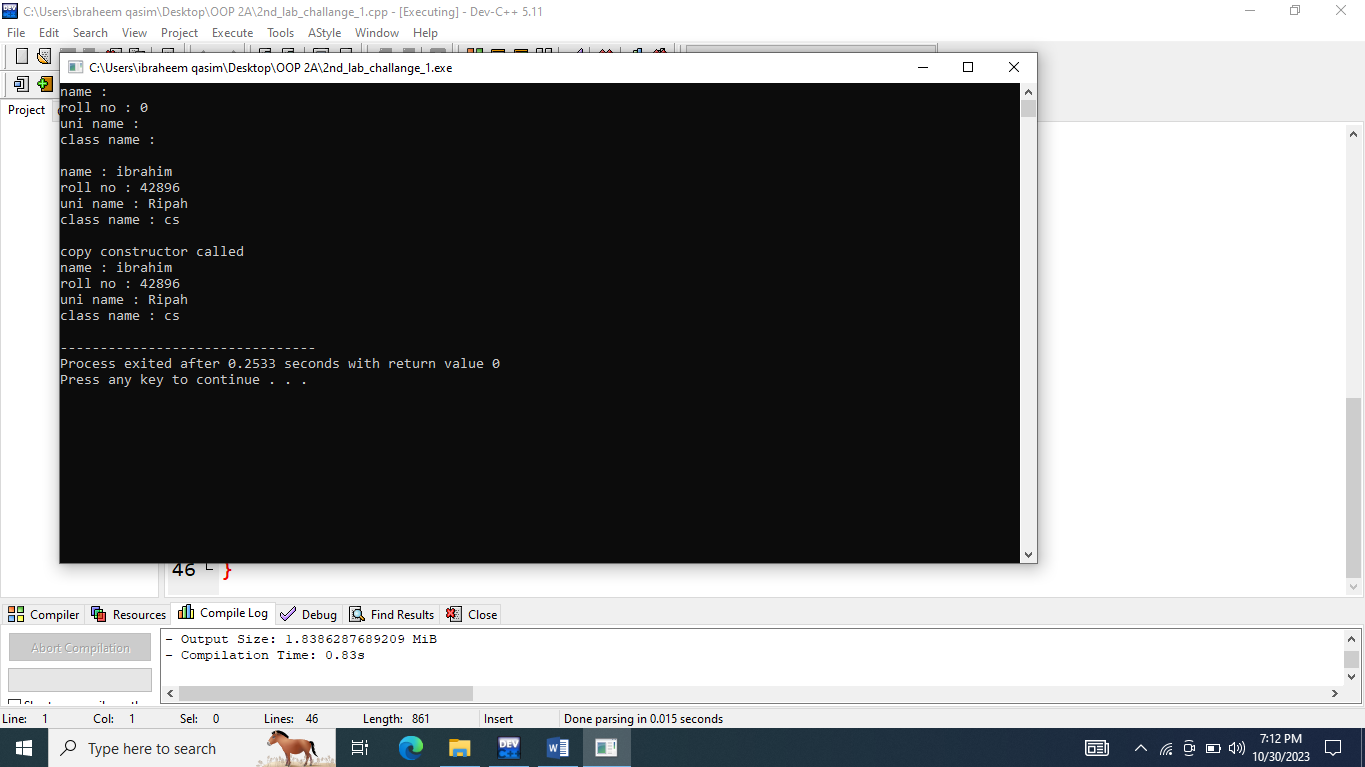 C:\Users\ibraheem qasim\Desktop\OOP 2A\2nd_lab_challange_1.cpp - [Executing] - Dev-C++ 5.11
File Edit Search View Project Execute Tools AStyle Window Help
C:\Users\ibraheem qasim\Desktop\OOP 2A\2nd_lab_challange_1.exe
Project
name :
roll no : 0
uni name :
class name :
name : ibrahim
roll no : 42896
uni name : Ripah
class name : cs
copy constructor called
name : ibrahim
roll no : 42896
uni name : Ripah
class name : cs
--------------------------------
Process exited after 0.2533 seconds with return value 0
Press any key to continue . . .
46 }
Compiler Resources Compile Log Debug Find Results Close
Abort Compilation
- Output Size: 1.8386287689209 MiB
- Compilation Time: 0.83s
Line: 1 Col: 1 Sel: 0 Lines: 46 Length: 861 Insert Done parsing in 0.015 seconds
Type here to search
DEV
7:12 PM
10/30/2023